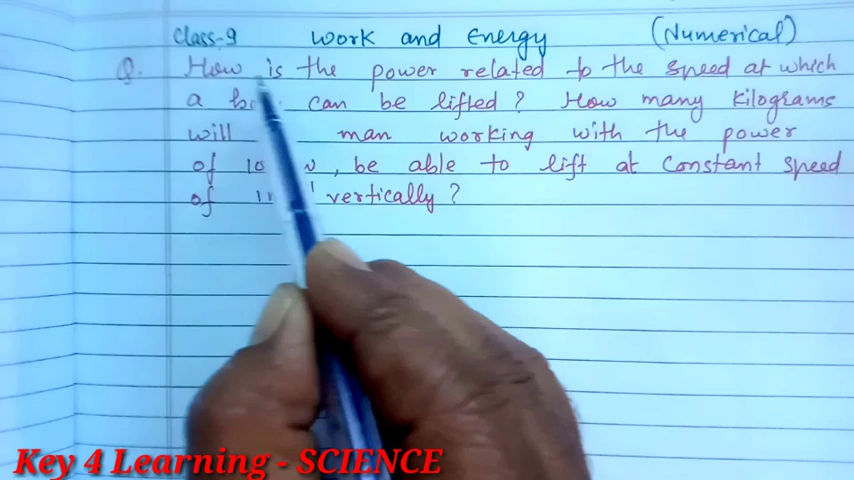 Class-9 Work and Energy (Numerical)
Q. How is the power related to the speed at which
a can be lifted? How many kilograms
will man working with the power
of , be able to lift at constant speed
of vertically?
Key 4 Learning - SCIENCE